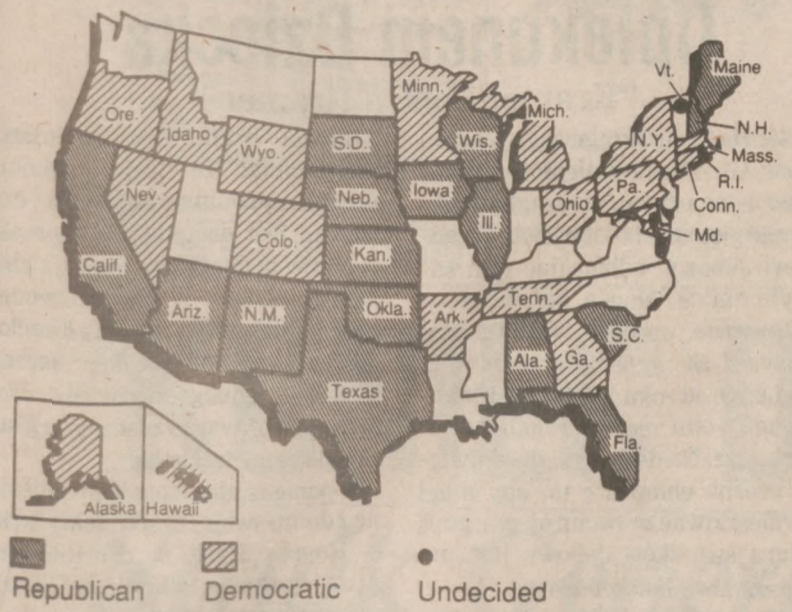 Maine
Vt.
Minn.
Mich.
Ore.
Idaho
Wyo.
S.D.
Wis.
N.Y.
N.H.
Mass.
R.I.
Conn.
Nev.
Neb.
Iowa
Ill.
Ohio
Pa.
Md.
Calif.
Colo.
Kan.
Ariz.
N.M.
Okla.
Ark.
Tenn.
S.C.
Texas
Ala.
Ga.
Fla.
Alaska Hawaii
Republican Democratic Undecided